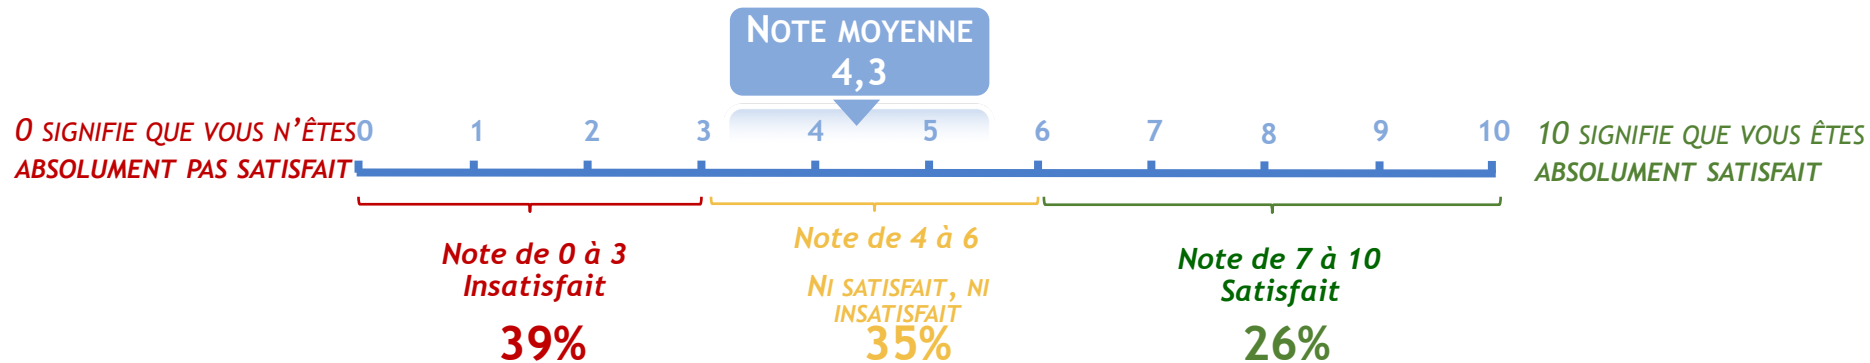 NOTE MOYENNE
4,3
0 SIGNIFIE QUE VOUS N'ÊTES
ABSOLUMENT PAS SATISFAIT
0 1 2 3 4 5 6 7 8 9 10
10 SIGNIFIE QUE VOUS ÊTES
ABSOLUMENT SATISFAIT
Note de 0 à 3
Insatisfait
39%
Note de 4 à 6
NI SATISFAIT, NI
INSATISFAIT
35%
Note de 7 à 10
Satisfait
26%